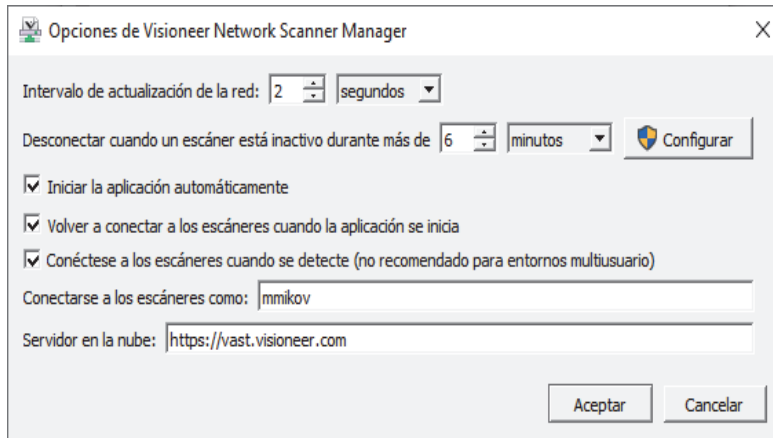 Opciones de Visioneer Network Scanner Manager
Intervalo de actualización de la red: 2 segundos
Desconectar cuando un escáner está inactivo durante más de 6 minutos Configurar
Iniciar la aplicación automáticamente
Volver a conectar a los escáneres cuando la aplicación se inicia
Conéctese a los escáneres cuando se detecte (no recomendado para entornos multiusuario)
Conectarse a los escáneres como: mmikov
Servidor en la nube: https://vast.visioneer.com
Aceptar Cancelar